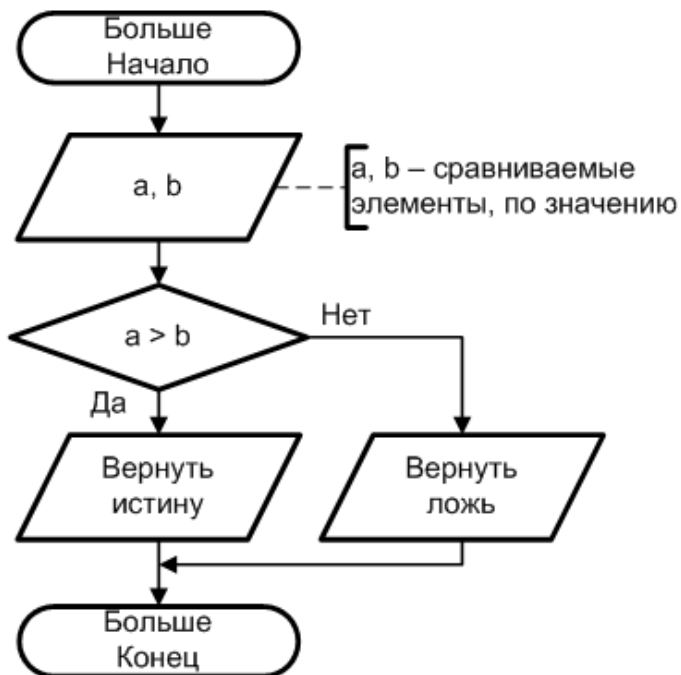 Больше
Начало
a, b
a, b – сравниваемые
элементы, по значению
a > b
Нет
Да
Вернуть
истину
Вернуть
ложь
Больше
Конец